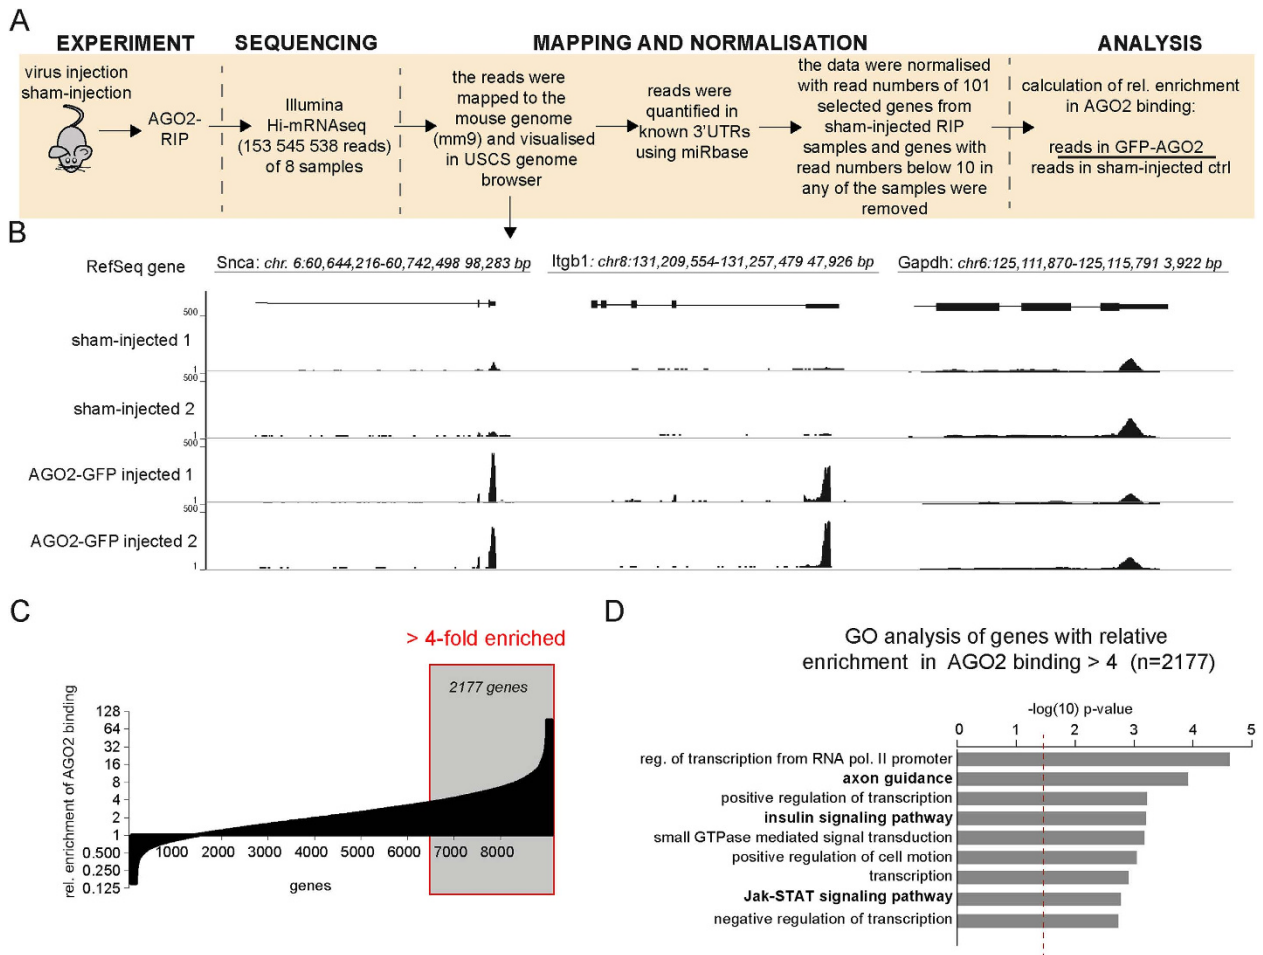 A
EXPERIMENT
SEQUENCING
MAPPING AND NORMALISATION
ANALYSIS
virus injection
sham-injection
AGO2-
RIP
Illumina
Hi-mRNAseq
(153 545 538 reads)
of 8 samples
the reads were
mapped to the
mouse genome
(mm9) and visualised
in USCS genome
browser
reads were
quantified in
known 3'UTRs
using miRbase
the data were normalised
with read numbers of 101
selected genes from
sham-injected RIP
samples and genes with
read numbers below 10 in
any of the samples were
removed
calculation of rel. enrichment
in AGO2 binding:
reads in GFP-AGO2
reads in sham-injected ctrl
B
RefSeq gene
Snca: chr. 6:60,644,216-60,742,498 98,283 bp
Itgb1: chr8:131,209,554-131,257,479 47,926 bp
Gapdh: chr6:125,111,870-125,115,791 3,922 bp
500
sham-injected 1
1
500
sham-injected 2
1
500
AGO2-GFP injected 1
1
500
AGO2-GFP injected 2
1
C
> 4-fold enriched
2177 genes
rel. enrichment of AGO2 binding
128
64
32
16
8
4
2
1
0.500
0.250
0.125
1000 2000 3000 4000 5000 6000 7000 8000
genes
D
GO analysis of genes with relative
enrichment in AGO2 binding > 4 (n=2177)
-log(10) p-value
0 1 2 3 4 5
reg. of transcription from RNA pol. II promoter
axon guidance
positive regulation of transcription
insulin signaling pathway
small GTPase mediated signal transduction
positive regulation of cell motion
transcription
Jak-STAT signaling pathway
negative regulation of transcription